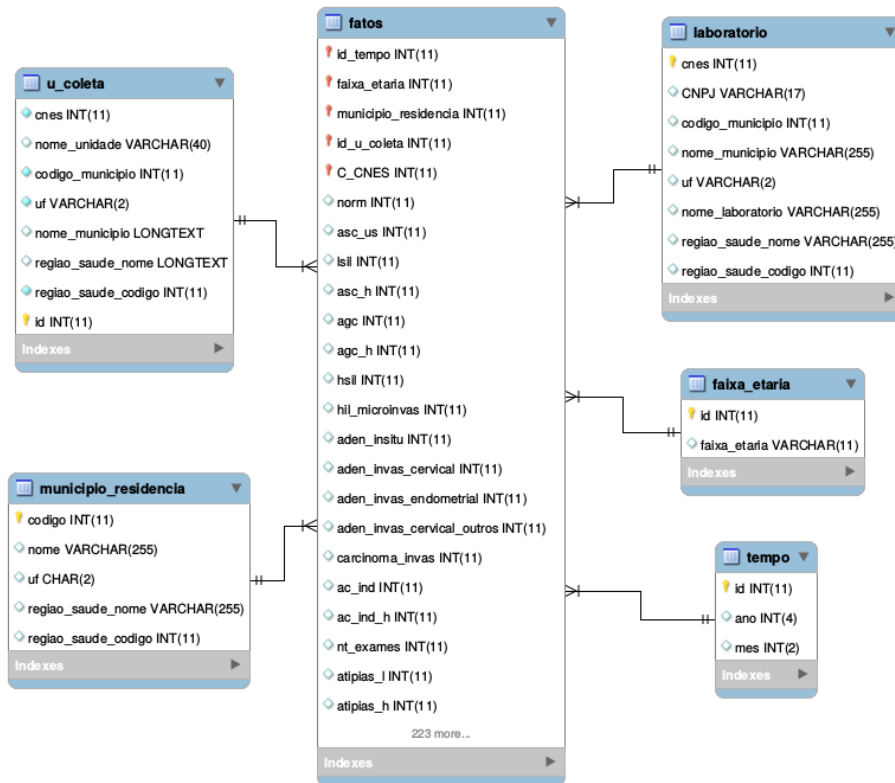 u_coleta
cnes INT(11)
nome_unidade VARCHAR(40)
codigo_municipio INT(11)
uf VARCHAR(2)
nome_municipio LONGTEXT
regiao_saude_nome LONGTEXT
regiao_saude_codigo INT(11)
id INT(11)
Indexes
municipio_residencia
codigo INT(11)
nome VARCHAR(255)
uf CHAR(2)
regiao_saude_nome VARCHAR(255)
regiao_saude_codigo INT(11)
Indexes
fatos
id_tempo INT(11)
faixa_etaria INT(11)
municipio_residencia INT(11)
id_u_coleta INT(11)
C_CNES INT(11)
norm INT(11)
asc_us INT(11)
lsil INT(11)
asc_h INT(11)
agc INT(11)
agc_h INT(11)
hsil INT(11)
hil_microinvas INT(11)
aden_insitu INT(11)
aden_invas_cervical INT(11)
aden_invas_endometrial INT(11)
aden_invas_cervical_outros INT(11)
carcinoma_invas INT(11)
ac_ind INT(11)
ac_ind_h INT(11)
nt_exames INT(11)
atipias_l INT(11)
atipias_h INT(11)
223 more...
Indexes
laboratorio
cnes INT(11)
CNPJ VARCHAR(17)
codigo_municipio INT(11)
nome_municipio VARCHAR(255)
uf VARCHAR(2)
nome_laboratorio VARCHAR(255)
regiao_saude_nome VARCHAR(255)
regiao_saude_codigo INT(11)
Indexes
faixa_etaria
id INT(11)
faixa_etaria VARCHAR(11)
Indexes
tempo
id INT(11)
ano INT(4)
mes INT(2)
Indexes